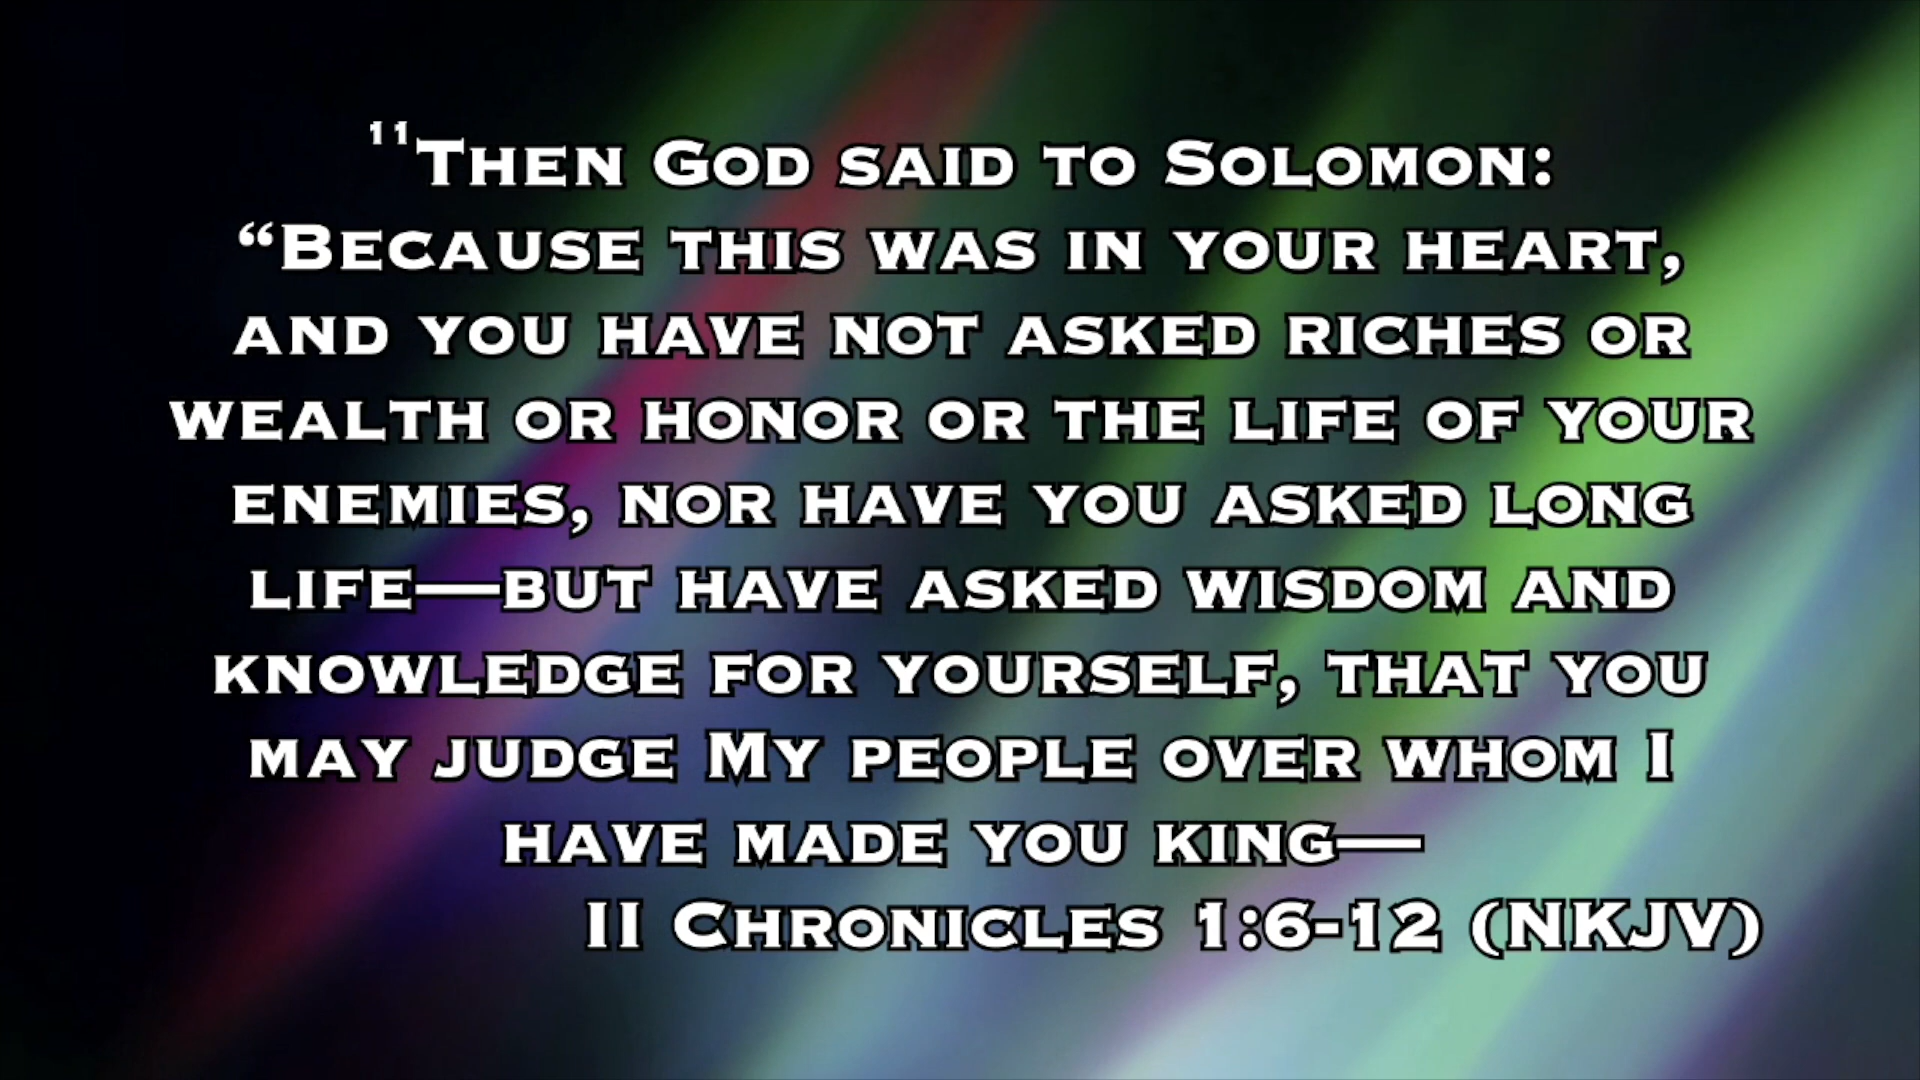 ¹¹Then God said to Solomon:
“Because this was in your heart,
and you have not asked riches or
wealth or honor or the life of your
enemies, nor have you asked long
life—but have asked wisdom and
knowledge for yourself, that you
may judge My people over whom I
have made you king—
II Chronicles 1:6-12 (NKJV)